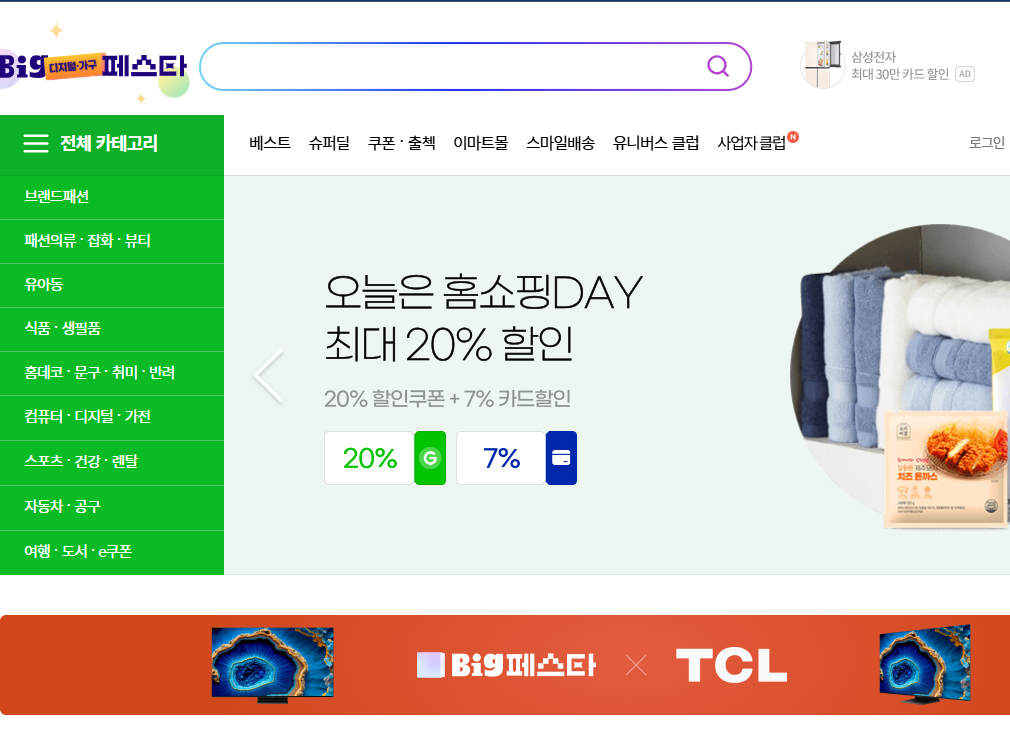 Big 디지털·가구 페스타
삼성전자
최대 30만 카드 할인 AD
전체 카테고리
베스트 슈퍼딜 쿠폰·출첵 이마트몰 스마일배송 유니버스 클럽 사업자 클럽 N
로그인
브랜드패션
패션의류·잡화·뷰티
유아동
식품·생필품
홈데코·문구·취미·반려
컴퓨터·디지털·가전
스포츠·건강·렌탈
자동차·공구
여행·도서·e쿠폰
오늘은 홈쇼핑DAY
최대 20% 할인
20% 할인쿠폰 + 7% 카드할인
20% G 7%
치즈 돈까스
Big페스타 × TCL